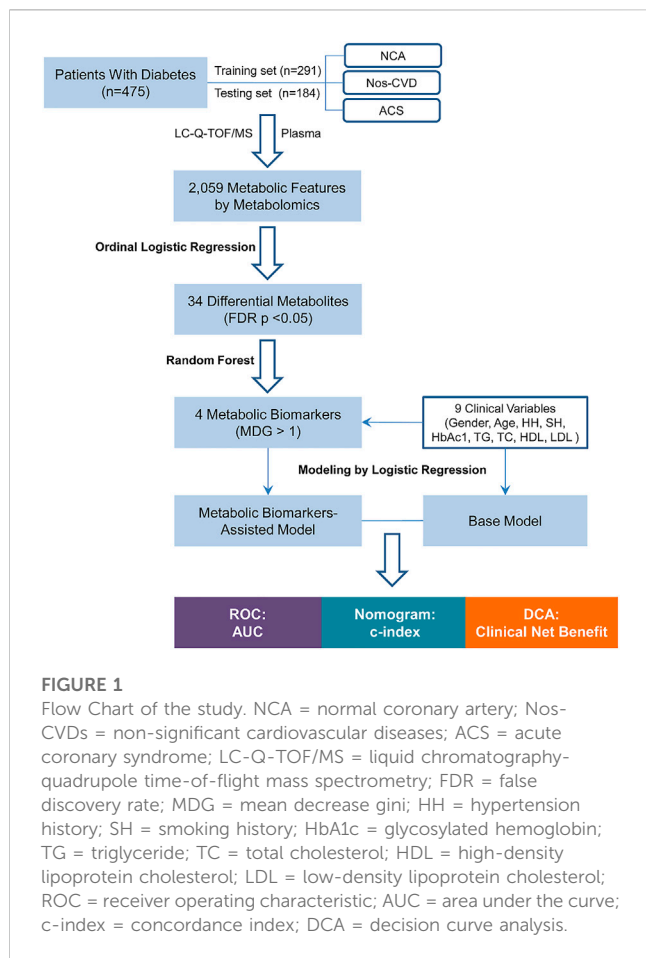 Patients With Diabetes
(n=475)
Training set (n=291)
Testing set (n=184)
NCA
Nos-CVD
ACS
LC-Q-TOF/MS
Plasma
2,059 Metabolic Features
by Metabolomics
Ordinal Logistic Regression
34 Differential Metabolites
(FDR p <0.05)
Random Forest
4 Metabolic Biomarkers
(MDG > 1)
9 Clinical Variables
(Gender, Age, HH, SH,
HbAc1, TG, TC, HDL, LDL )
Modeling by Logistic Regression
Metabolic Biomarkers-
Assisted Model
Base Model
ROC:
AUC
Nomogram:
c-index
DCA:
Clinical Net Benefit
FIGURE 1
Flow Chart of the study. NCA = normal coronary artery; Nos-
CVDs = non-significant cardiovascular diseases; ACS = acute
coronary syndrome; LC-Q-TOF/MS = liquid chromatography-
quadrupole time-of-flight mass spectrometry; FDR = false
discovery rate; MDG = mean decrease gini; HH = hypertension
history; SH = smoking history; HbA1c = glycosylated hemoglobin;
TG = triglyceride; TC = total cholesterol; HDL = high-density
lipoprotein cholesterol; LDL = low-density lipoprotein cholesterol;
ROC = receiver operating characteristic; AUC = area under the curve;
c-index = concordance index; DCA = decision curve analysis.